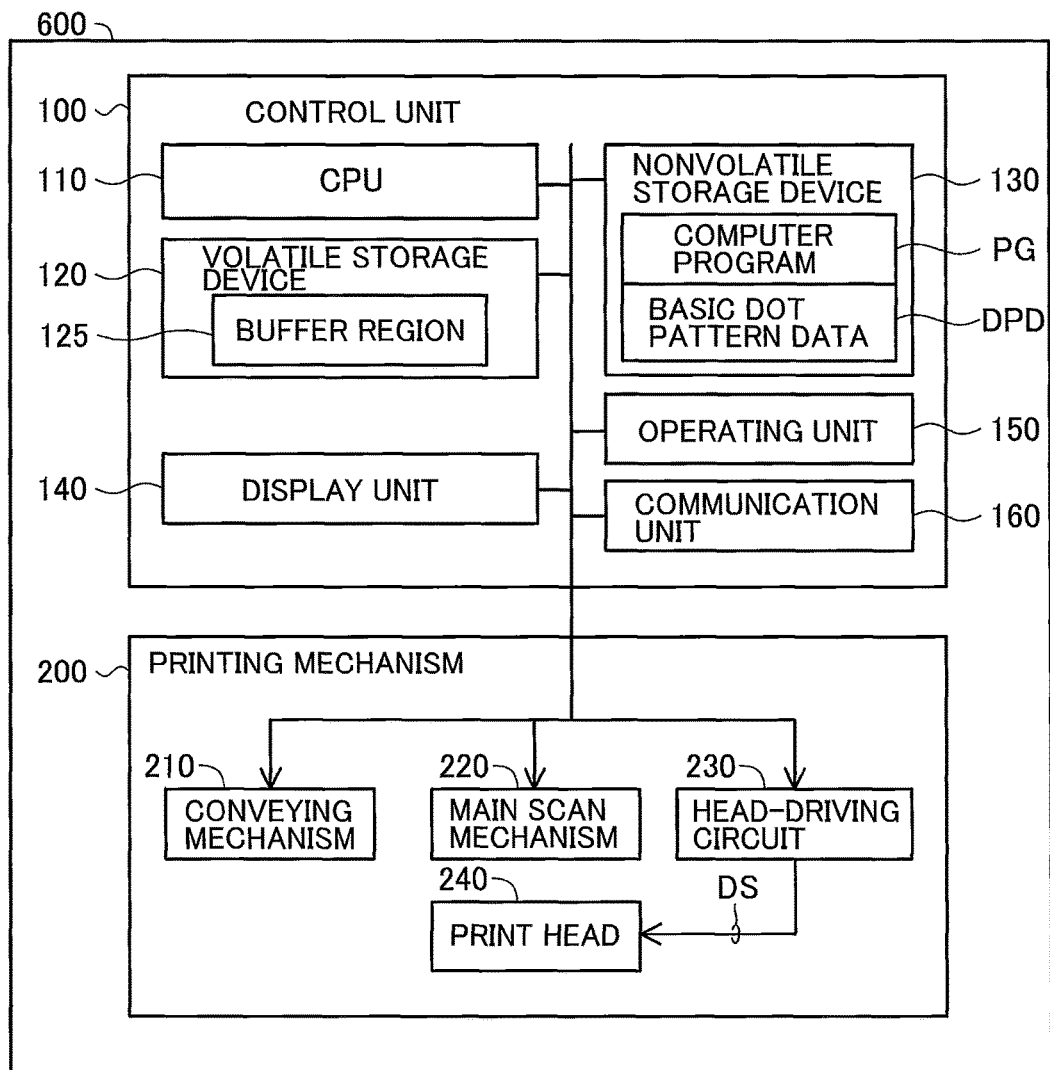 600
100
CONTROL UNIT
110
CPU
NONVOLATILE
STORAGE DEVICE
130
COMPUTER
PROGRAM
PG
120
VOLATILE STORAGE
DEVICE
125
BUFFER REGION
BASIC DOT
PATTERN DATA
DPD
OPERATING UNIT
150
140
DISPLAY UNIT
COMMUNICATION
UNIT
160
200
PRINTING MECHANISM
210
220
230
CONVEYING
MECHANISM
MAIN SCAN
MECHANISM
HEAD-DRIVING
CIRCUIT
240
DS
PRINT HEAD